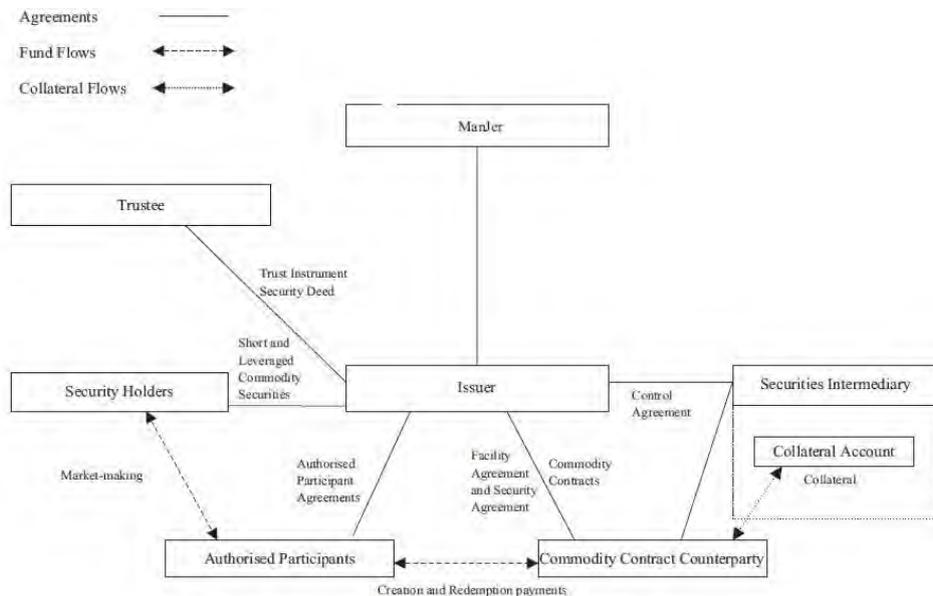 Agreements
Fund Flows
Collateral Flows
ManJer
Trustee
Trust Instrument
Security Deed
Short and
Leveraged
Commodity
Securities
Security Holders
Issuer
Securities Intermediary
Control
Agreement
Collateral Account
Collateral
Market-making
Authorised
Participant
Agreements
Facility
Agreement
and Security
Agreement
Commodity
Contracts
Authorised Participants
Commodity Contract Counterparty
Creation and Redemption payments